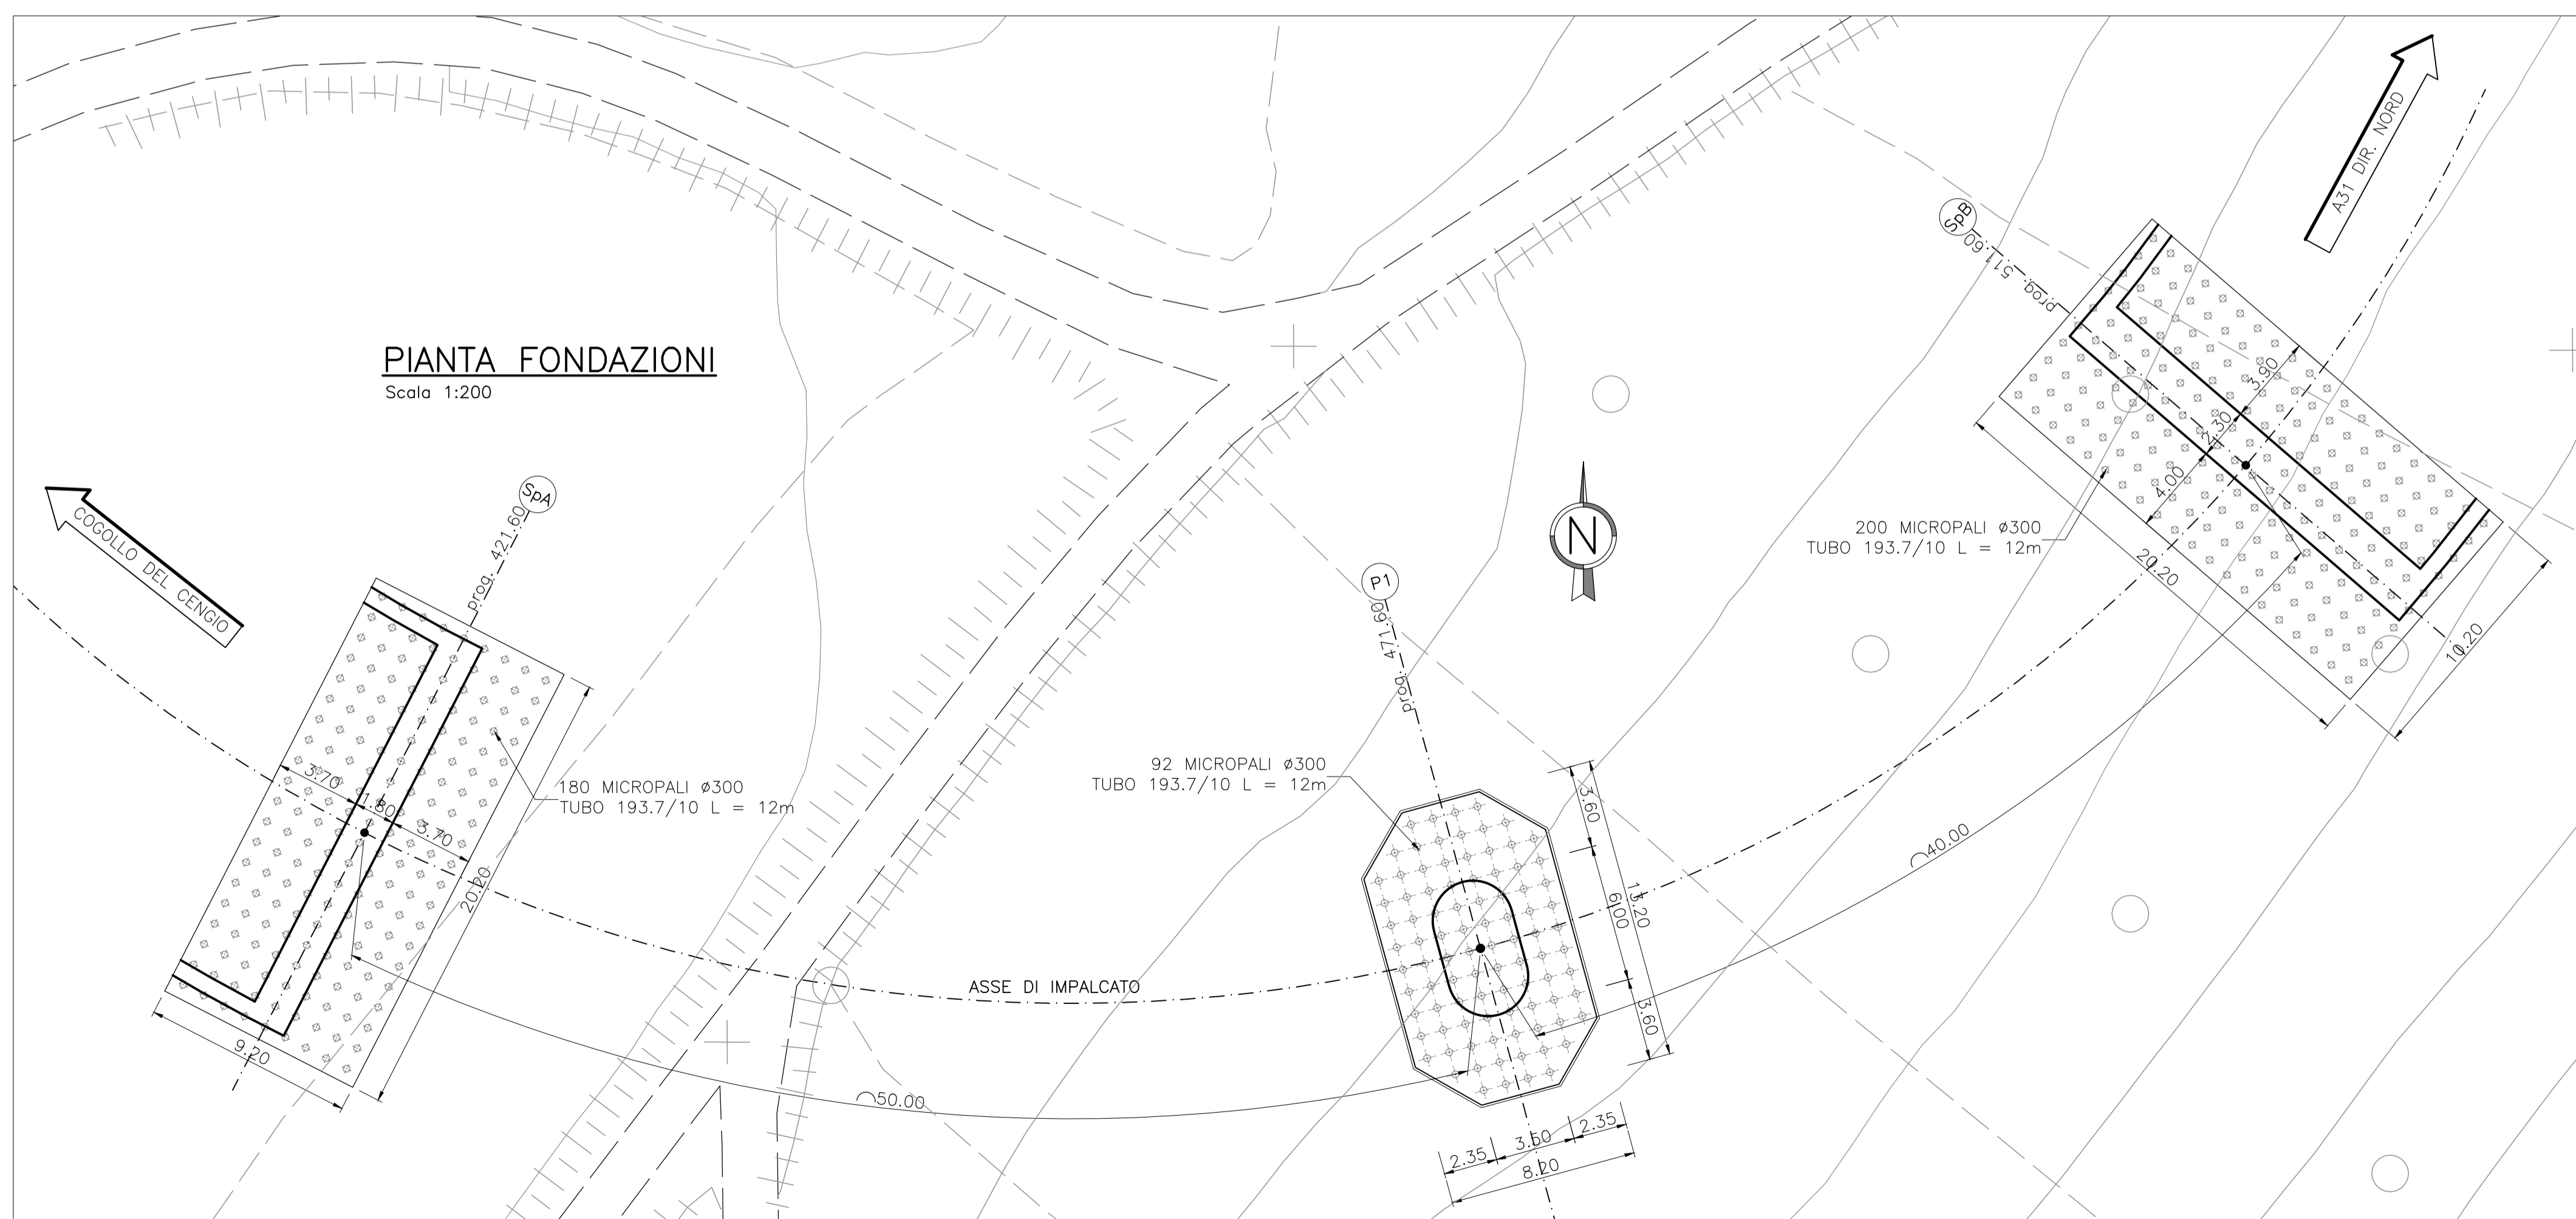 PIANTA FONDAZIONI
Scala 1:200
COGOLLO DEL CENGIO
SpA
prog. 421.60
3.70
1.80
3.70
20.20
9.20
180 MICROPALI ø300
TUBO 193.7/10 L = 12m
ASSE DI IMPALCATO
50.00
P1
prog. 471.60
92 MICROPALI ø300
TUBO 193.7/10 L = 12m
3.60
6.00
3.60
13.20
2.35
3.50
2.35
8.20
N
40.00
SpB
prog. 511.60
200 MICROPALI ø300
TUBO 193.7/10 L = 12m
3.90
2.30
4.00
20.20
10.20
A31 DIR. NORD